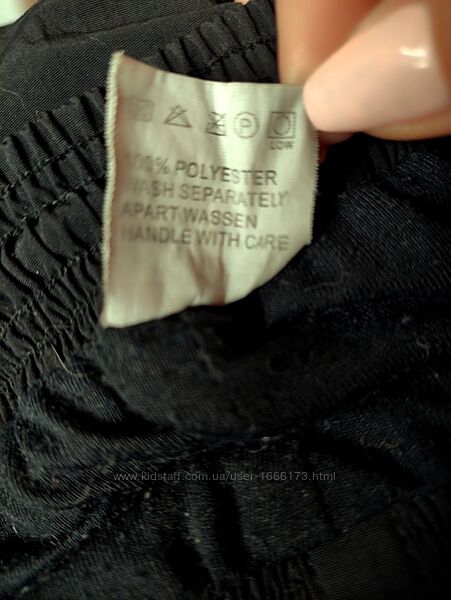 P
LOW
100% POLYESTER
WASH SEPARATELY
APART WASSEN
HANDLE WITH CARE
www.kidstaff.com.ua/user-1666173.html